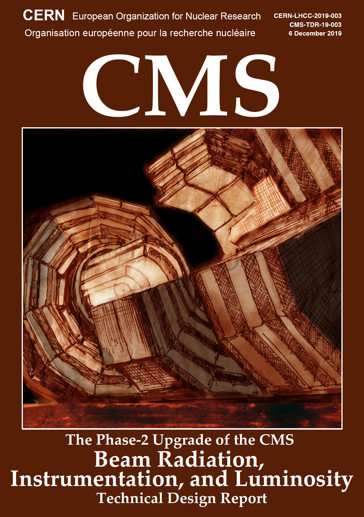 CERN European Organization for Nuclear Research
Organisation européenne pour la recherche nucléaire
CERN-LHCC-2019-003
CMS-TDR-19-003
6 December 2019
CMS
The Phase-2 Upgrade of the CMS
Beam Radiation,
Instrumentation, and Luminosity
Technical Design Report